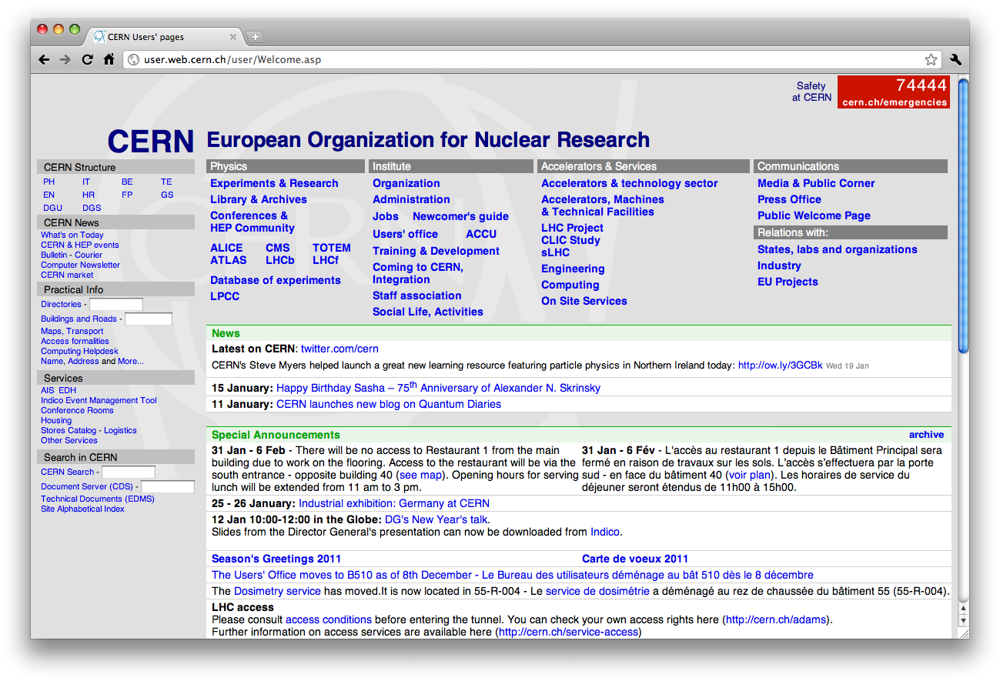 CERN Users' pages
user.web.cern.ch/user/Welcome.asp
Safety
at CERN
74444
cern.ch/emergencies
CERN
European Organization for Nuclear Research
CERN Structure
PH IT BE TE
EN HR FP GS
DGU DGS
CERN News
What's on Today
CERN & HEP events
Bulletin - Courier
Computer Newsletter
CERN market
Practical Info
Directories -
Buildings and Roads -
Maps, Transport
Access formalities
Computing Helpdesk
Name, Address and More...
Services
AIS EDH
Indico Event Management Tool
Conference Rooms
Housing
Stores Catalog - Logistics
Other Services
Search in CERN
CERN Search -
Document Server (CDS) -
Technical Documents (EDMS)
Site Alphabetical Index
Physics
Experiments & Research
Library & Archives
Conferences &
HEP Community
ALICE CMS TOTEM
ATLAS LHCb LHCf
Database of experiments
LPCC
Institute
Organization
Administration
Jobs Newcomer's guide
Users' office ACCU
Training & Development
Coming to CERN,
Integration
Staff association
Social Life, Activities
Accelerators & Services
Accelerators & technology sector
Accelerators, Machines
& Technical Facilities
LHC Project
CLIC Study
sLHC
Engineering
Computing
On Site Services
Communications
Media & Public Corner
Press Office
Public Welcome Page
Relations with:
States, labs and organizations
Industry
EU Projects
News
Latest on CERN: twitter.com/cern
CERN's Steve Myers helped launch a great new learning resource featuring particle physics in Northern Ireland today: http://ow.ly/3GCBk Wed 19 Jan
15 January: Happy Birthday Sasha – 75th Anniversary of Alexander N. Skrinsky
11 January: CERN launches new blog on Quantum Diaries
Special Announcements
archive
31 Jan - 6 Feb - There will be no access to Restaurant 1 from the main
building due to work on the flooring. Access to the restaurant will be via the
south entrance - opposite building 40 (see map). Opening hours for serving
lunch will be extended from 11 am to 3 pm.
31 Jan - 6 Fév - L'accès au restaurant 1 depuis le Bâtiment Principal sera
fermé en raison de travaux sur les sols. L'accès s'effectuera par la porte
sud - en face du bâtiment 40 (voir plan). Les horaires de service du
déjeuner seront étendus de 11h00 à 15h00.
25 - 26 January: Industrial exhibition: Germany at CERN
12 Jan 10:00-12:00 in the Globe: DG's New Year's talk.
Slides from the Director General's presentation can now be downloaded from Indico.
Season's Greetings 2011
Carte de voeux 2011
The Users' Office moves to B510 as of 8th December - Le Bureau des utilisateurs déménage au bât 510 dès le 8 décembre
The Dosimetry service has moved.It is now located in 55-R-004 - Le service de dosimétrie a déménagé au rez de chaussée du bâtiment 55 (55-R-004).
LHC access
Please consult access conditions before entering the tunnel. You can check your own access rights here (http://cern.ch/adams).
Further information on access services are available here (http://cern.ch/service-access)